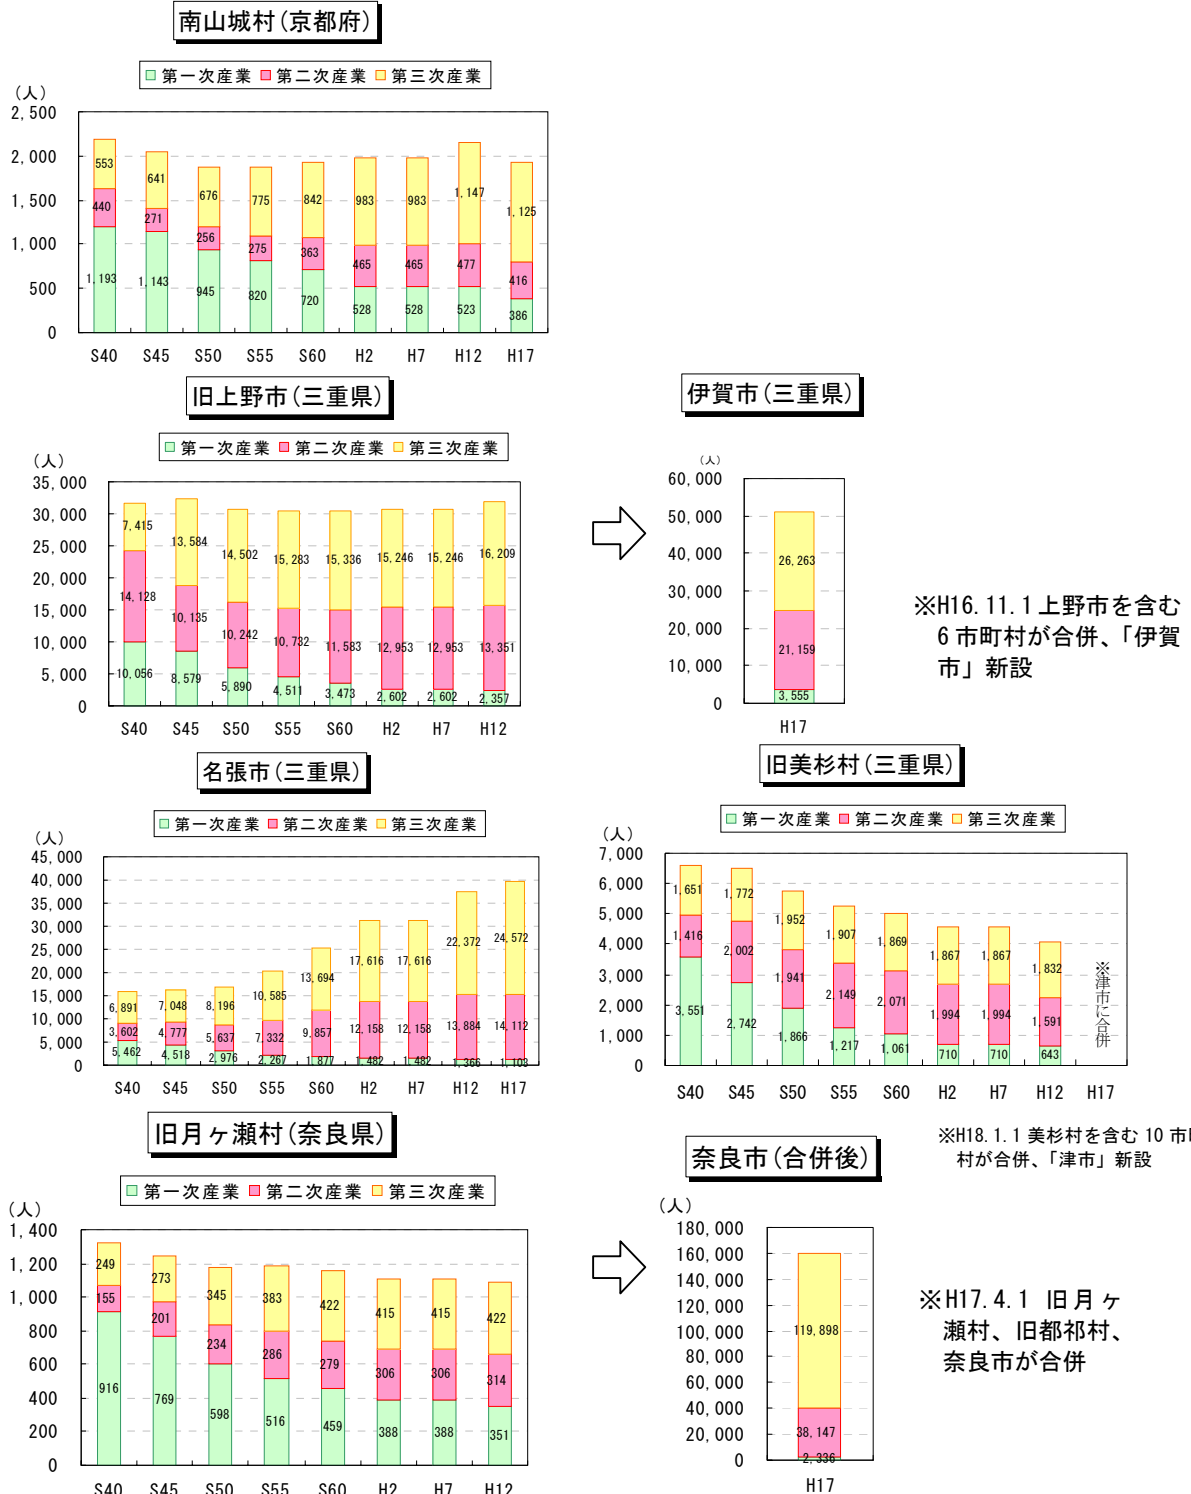 南山城村(京都府)
第一次産業 第二次産業 第三次産業
(人)
2,500
2,000
1,500
1,000
500
0
553 641 676 775 842 983 983 1,147 1,125
440 271 256 275 363 465 465 477 416
1,193 1,143 945 820 720 528 528 523 386
S40 S45 S50 S55 S60 H2 H7 H12 H17
旧上野市(三重県)
第一次産業 第二次産業 第三次産業
(人)
35,000
30,000
25,000
20,000
15,000
10,000
5,000
0
7,415 13,584 14,502 15,283 15,336 15,246 15,246 16,209
14,128 10,135 10,242 10,732 11,583 12,953 12,953 13,351
10,056 8,579 5,890 4,511 3,473 2,602 2,602 2,357
S40 S45 S50 S55 S60 H2 H7 H12
伊賀市(三重県)
(人)
60,000
50,000
40,000
30,000
20,000
10,000
0
26,263
21,159
3,555
H17
※H16.11.1上野市を含む
6市町村が合併、「伊賀
市」新設
名張市(三重県)
第一次産業 第二次産業 第三次産業
(人)
45,000
40,000
35,000
30,000
25,000
20,000
15,000
10,000
5,000
0
6,891 7,048 8,196 10,585 13,694 17,616 17,616 22,372 24,572
3,602 4,777 5,637 7,332 9,857 12,158 12,158 13,884 14,112
5,462 4,518 2,976 2,267 1,877 1,482 1,482 1,366 1,103
S40 S45 S50 S55 S60 H2 H7 H12 H17
旧美杉村(三重県)
第一次産業 第二次産業 第三次産業
(人)
7,000
6,000
5,000
4,000
3,000
2,000
1,000
0
1,651 1,772 1,952 1,907 1,869 1,867 1,867 1,832
1,416 2,002 1,941 2,149 2,071 1,994 1,994 1,591
3,551 2,742 1,866 1,217 1,061 710 710 643
※津市に合併
S40 S45 S50 S55 S60 H2 H7 H12 H17
※H18.1.1美杉村を含む10市
村が合併、「津市」新設
旧月ヶ瀬村(奈良県)
第一次産業 第二次産業 第三次産業
(人)
1,400
1,200
1,000
800
600
400
200
0
249 273 345 383 422 415 415 422
155 201 234 286 279 306 306 314
916 769 598 516 459 388 388 351
S40 S45 S50 S55 S60 H2 H7 H12
奈良市(合併後)
(人)
180,000
160,000
140,000
120,000
100,000
80,000
60,000
40,000
20,000
0
119,898
38,147
2,336
H17
※H17.4.1 旧月ヶ
瀬村、旧都祁村、
奈良市が合併